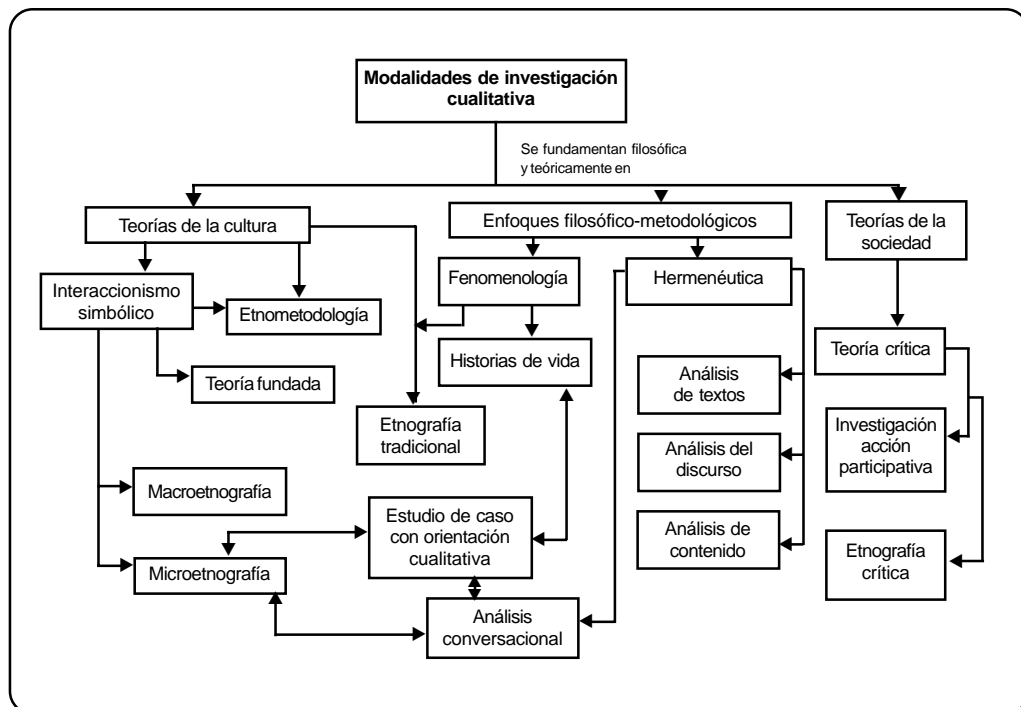 Modalidades de investigación
cualitativa
Se fundamentan filosófica
y teóricamente en
Teorías de la cultura
Enfoques filosófico-metodológicos
Teorías de la
sociedad
Interaccionismo
simbólico
Etnometodología
Fenomenología
Hermenéutica
Teoría fundada
Historias de vida
Teoría crítica
Etnografía
tradicional
Análisis
de textos
Investigación
acción
participativa
Análisis del
discurso
Macroetnografía
Estudio de caso
con orientación
cualitativa
Análisis de
contenido
Microetnografía
Etnografía
crítica
Análisis
conversacional